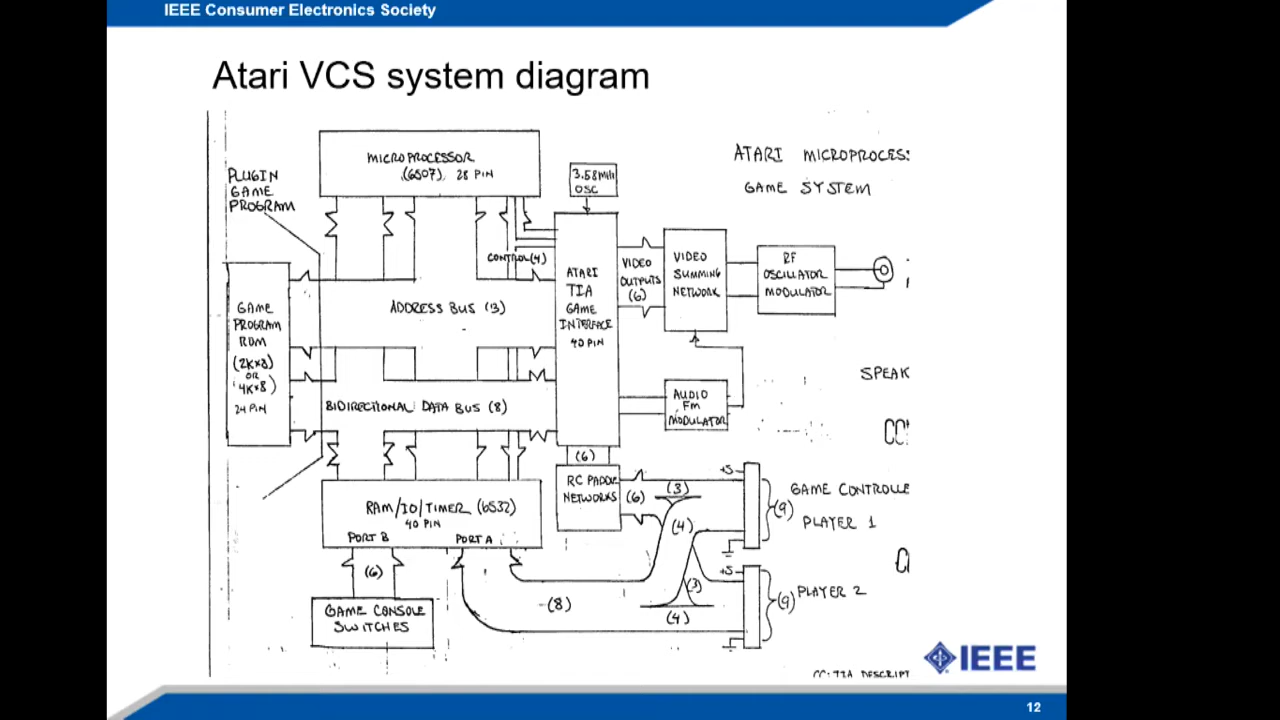 IEEE Consumer Electronics Society
Atari VCS system diagram
MICROPROCESSOR
(6507), 28 PIN
3.58MHz
OSC
ATARI MICROPROCES
GAME SYSTEM
PLUGIN
GAME
PROGRAM
CONTROL(4)
ATARI
TIA
GAME
INTERFACE
40 PIN
VIDEO
OUTPUTS
(6)
VIDEO
SUMMING
NETWORK
RF
OSCILLATOR
MODULATOR
ADDRESS BUS (13)
GAME
PROGRAM
ROM
(2K×8)
OR
4K×8)
24 PIN
SPEAK
BIDIRECTIONAL DATA BUS (8)
AUDIO
FM
MODULATOR
(6)
RC PADDLE
NETWORKS
(6)
(3)
(4)
+5
(9)
GAME CONTROLLE
PLAYER 1
RAM/IO/TIMER (6532)
40 PIN
PORT B
PORT A
(6)
GAME CONSOLE
SWITCHES
(8)
(3)
(4)
+5
(9)
PLAYER 2
IEEE
TIA DESCRIPT
12